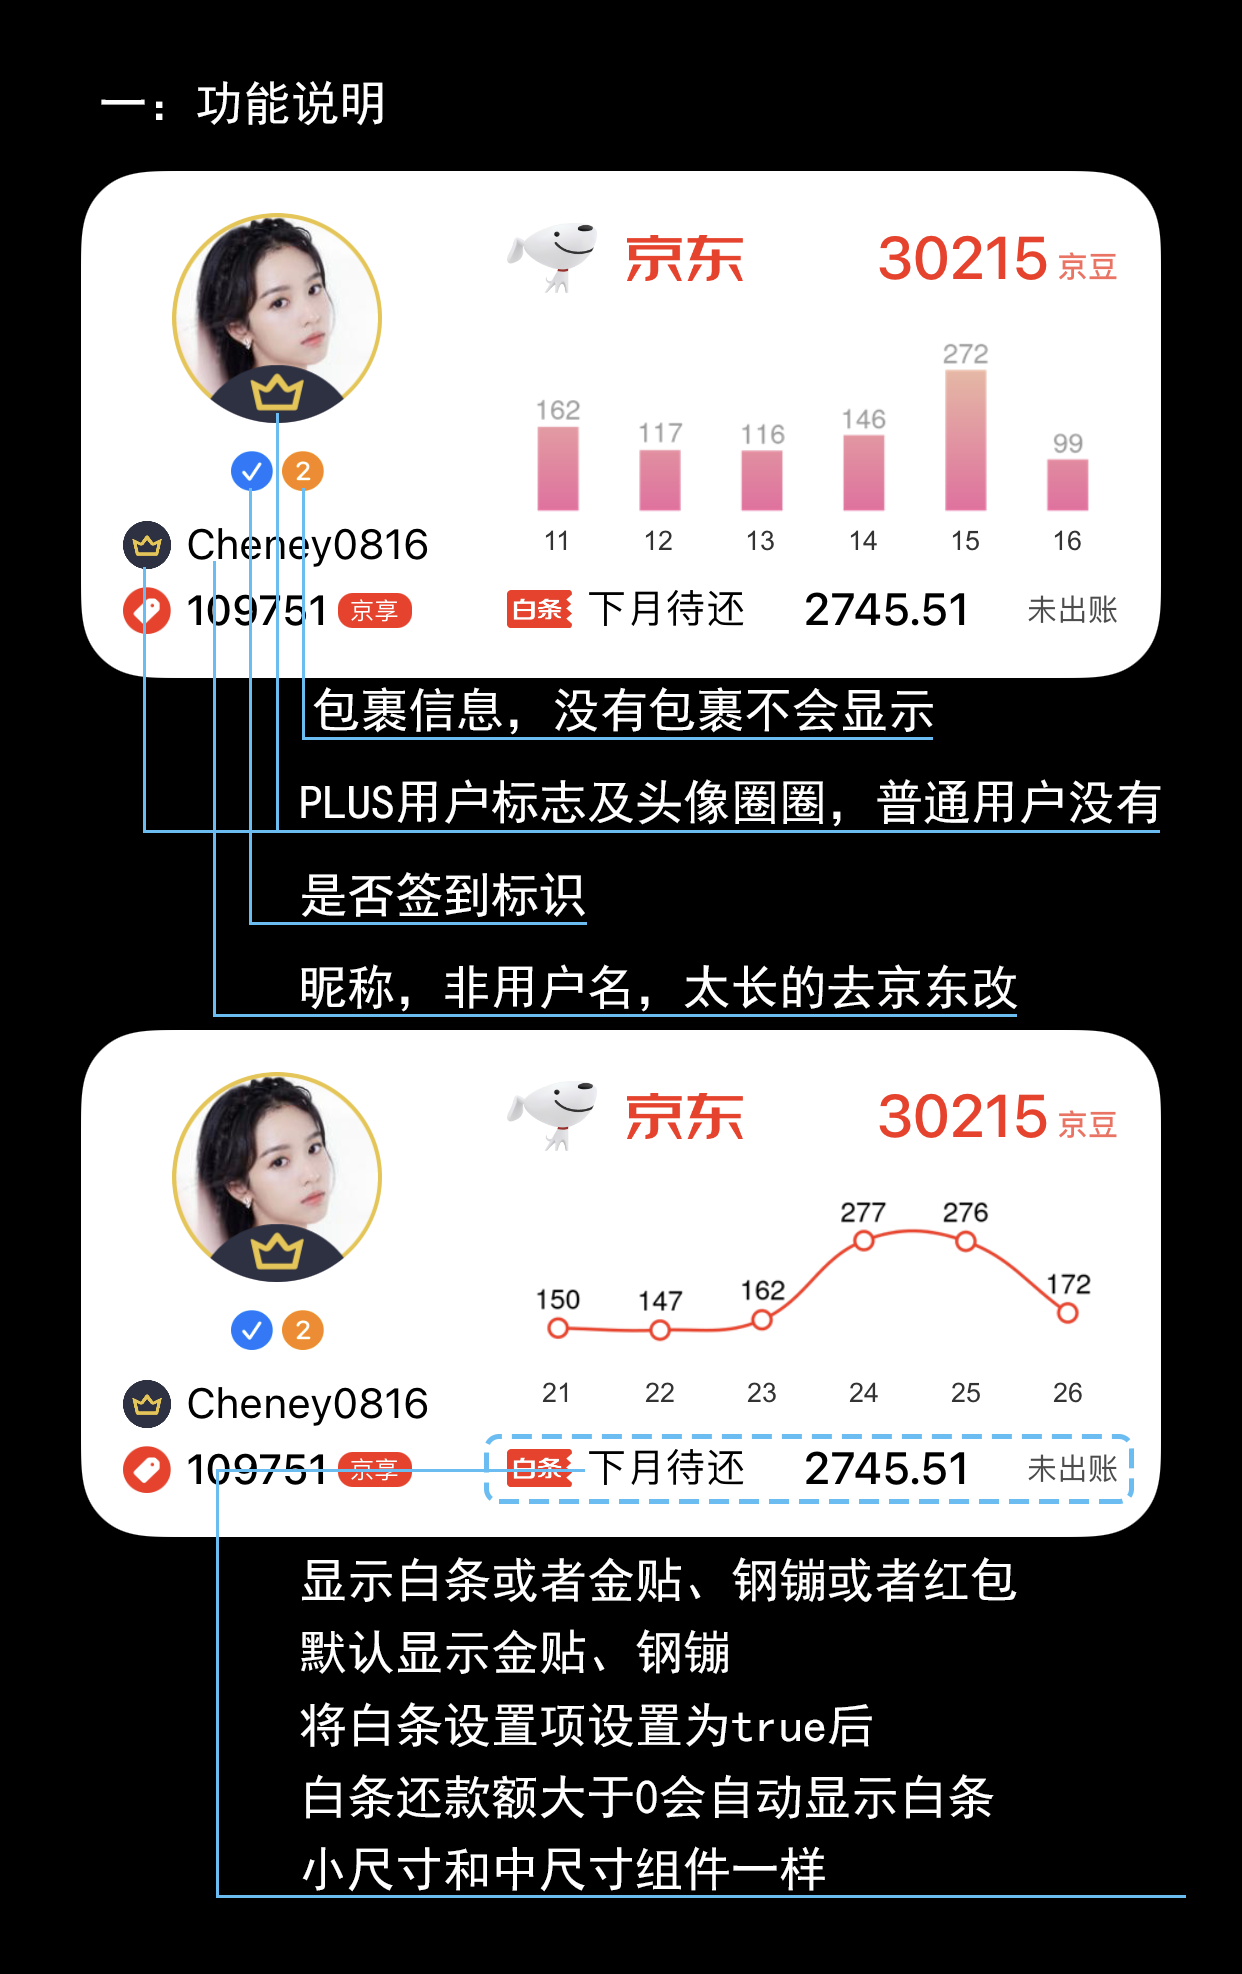 一：功能说明
京东 30215 京豆
162 117 116 146 272 99
11 12 13 14 15 16
2
Cheney0816
109751 京享
白条 下月待还 2745.51 未出账
包裹信息，没有包裹不会显示
PLUS用户标志及头像圈圈，普通用户没有
是否签到标识
昵称，非用户名，太长的去京东改
京东 30215 京豆
150 147 162 277 276 172
21 22 23 24 25 26
2
Cheney0816
109751 京享
白条 下月待还 2745.51 未出账
显示白条或者金贴、钢镚或者红包
默认显示金贴、钢镚
将白条设置项设置为true后
白条还款额大于0会自动显示白条
小尺寸和中尺寸组件一样